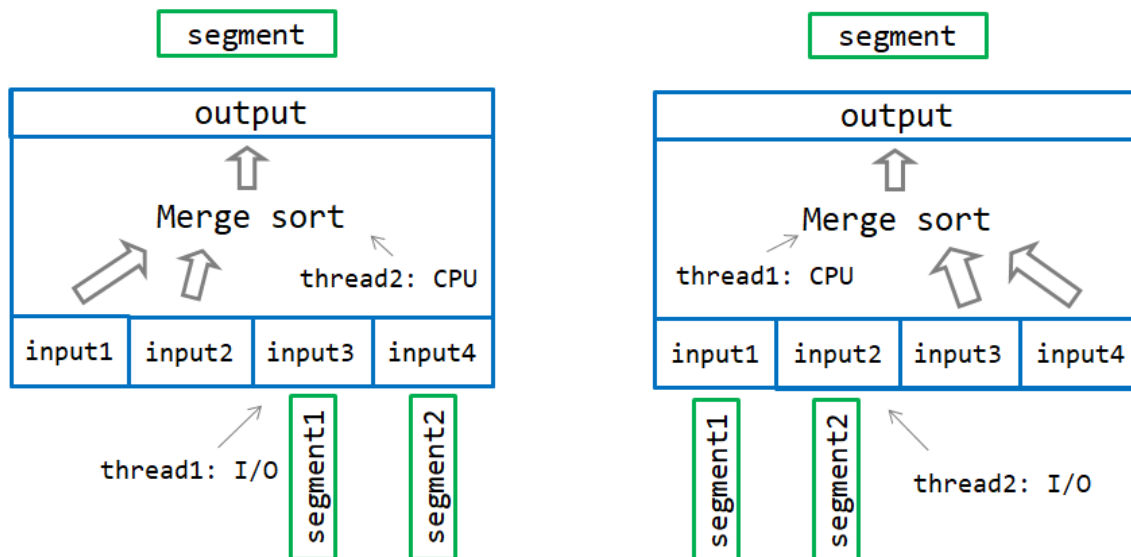 segment
output
Merge sort
thread2: CPU
input1 input2 input3 input4
thread1: I/O
segment1
segment2
segment
output
Merge sort
thread1: CPU
input1 input2 input3 input4
segment1
segment2
thread2: I/O